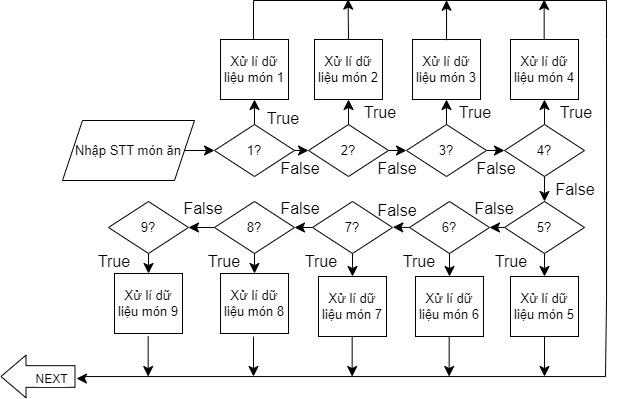 Xử lí dữ
liệu món 1
Xử lí dữ
liệu món 2
Xử lí dữ
liệu món 3
Xử lí dữ
liệu món 4
True
True
True
True
Nhập STT món ăn
1?
2?
3?
4?
False
False
False
False
9?
False
8?
False
7?
False
6?
False
5?
True
True
True
True
True
Xử lí dữ
liệu món 9
Xử lí dữ
liệu món 8
Xử lí dữ
liệu món 7
Xử lí dữ
liệu món 6
Xử lí dữ
liệu món 5
NEXT